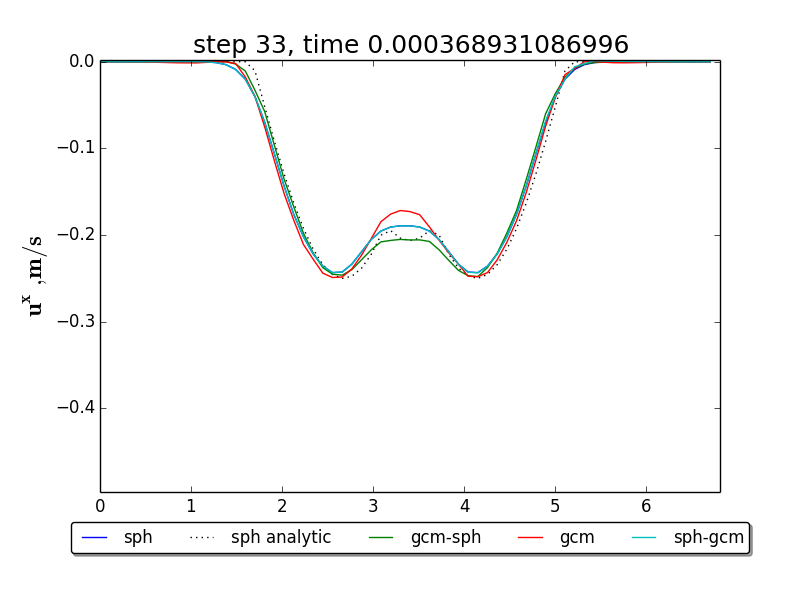 step 33, time 0.000368931086996
0.0
−0.1
−0.2
−0.3
−0.4
u^x ,m/s
0 1 2 3 4 5 6
sph sph analytic gcm-sph gcm sph-gcm